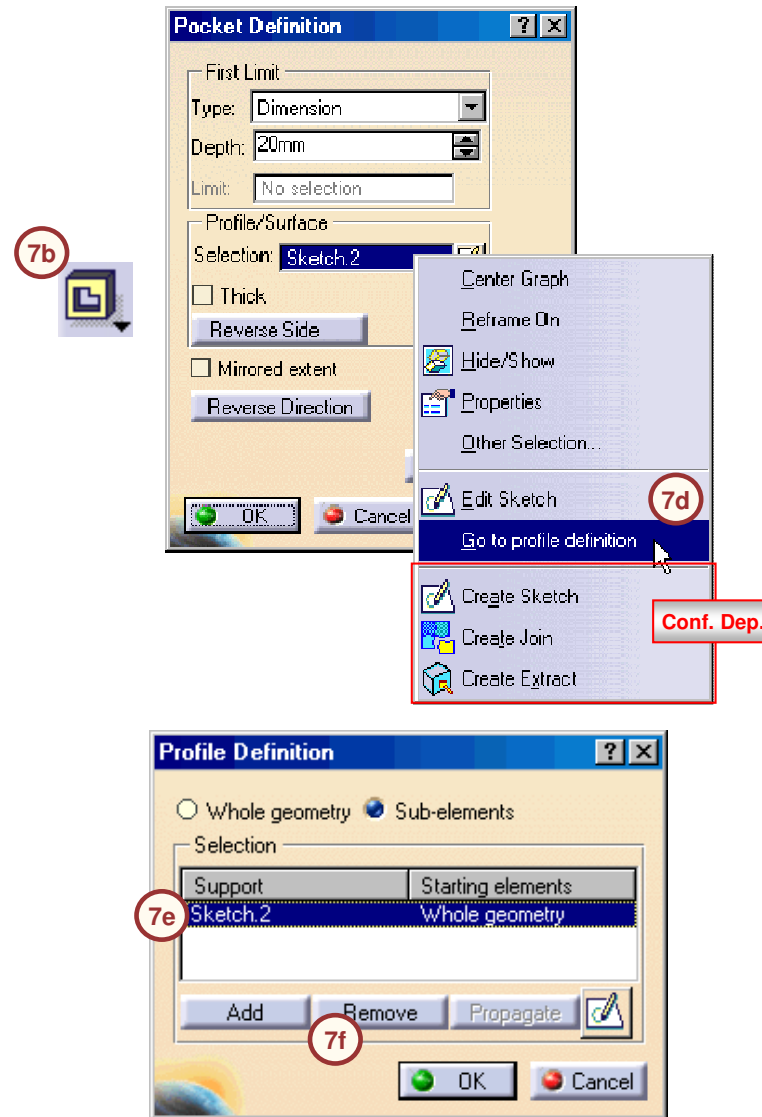 Pocket Definition
First Limit
Type: Dimension
Depth: 20mm
Limit: No selection
Profile/Surface
7b
Selection: Sketch.2
Thick
Reverse Side
Mirrored extent
Reverse Direction
OK Cancel
Center Graph
Reframe On
Hide/Show
Properties
Other Selection...
Edit Sketch
7d
Go to profile definition
Create Sketch
Conf. Dep.
Create Join
Create Extract
Profile Definition
Whole geometry Sub-elements
Selection
Support Starting elements
7e
Sketch.2 Whole geometry
Add Remove Propagate
7f
OK Cancel